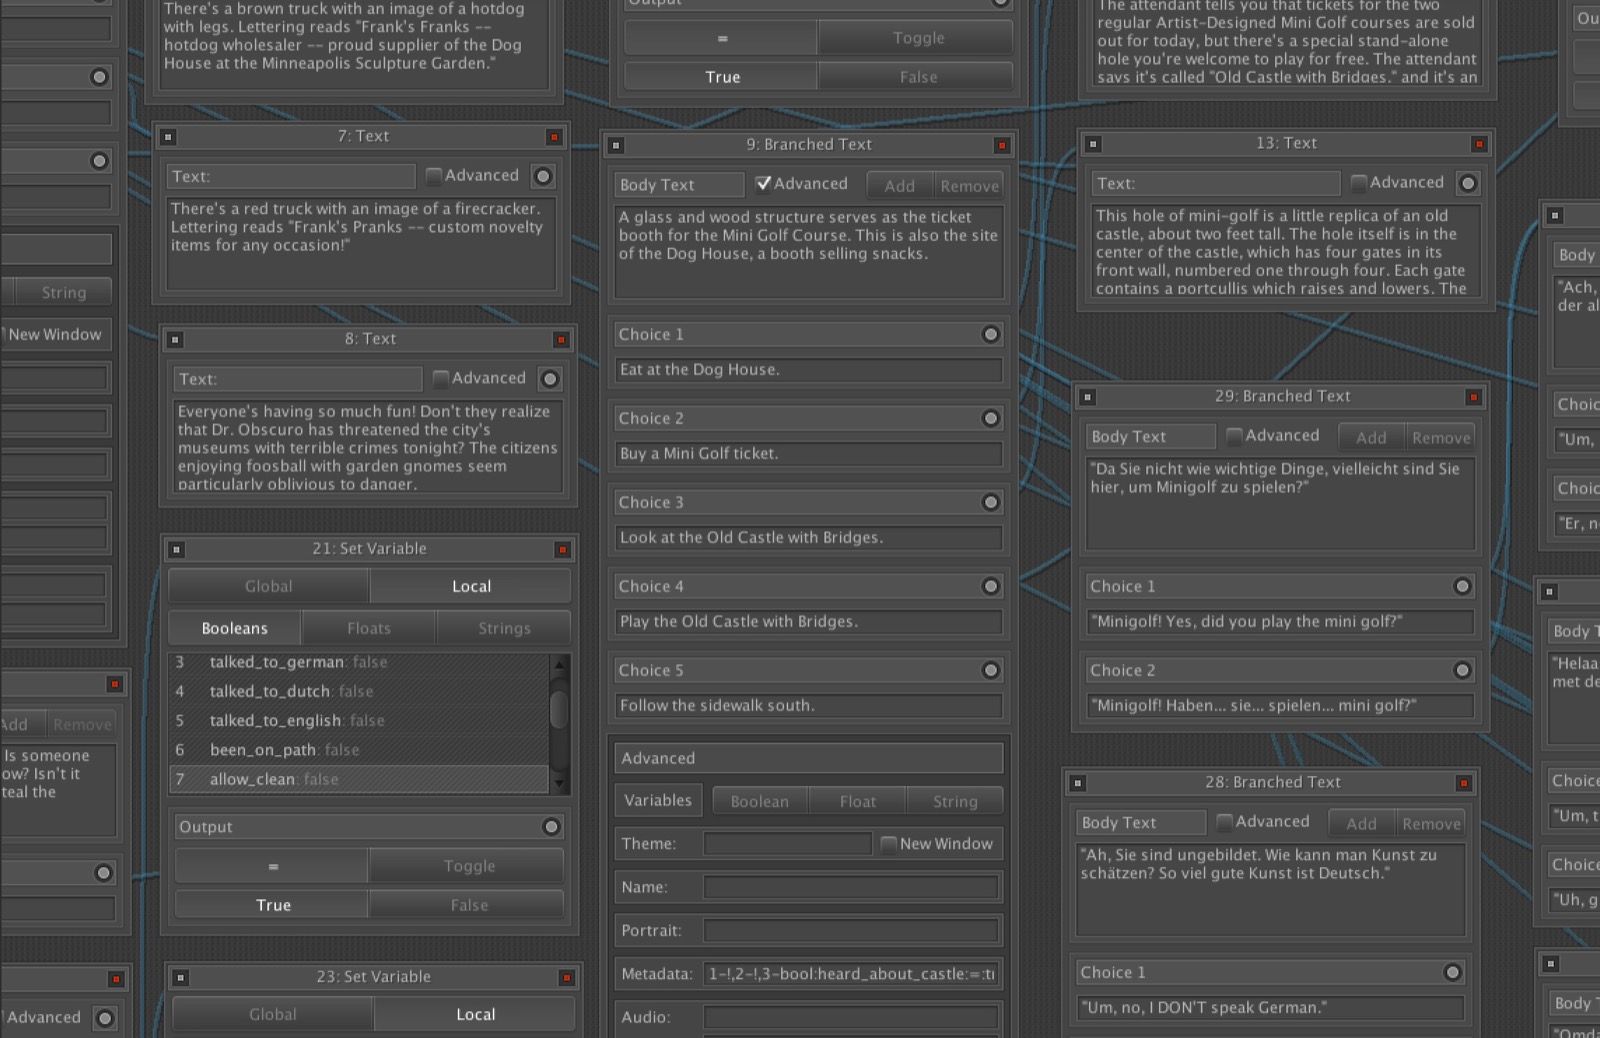 There's a brown truck with an image of a hotdog
with legs. Lettering reads "Frank's Franks --
hotdog wholesaler -- proud supplier of the Dog
House at the Minneapolis Sculpture Garden."
7: Text
Text:
Advanced
There's a red truck with an image of a firecracker.
Lettering reads "Frank's Pranks -- custom novelty
items for any occasion!"
String
New Window
8: Text
Text:
Advanced
Everyone's having so much fun! Don't they realize
that Dr. Obscuro has threatened the city's
museums with terrible crimes tonight? The citizens
enjoying foosball with garden gnomes seem
particularly oblivious to danger.
21: Set Variable
Global
Local
Booleans
Floats
Strings
3 talked_to_german: false
4 talked_to_dutch: false
5 talked_to_english: false
6 been_on_path: false
7 allow_clean: false
Output
=
Toggle
True
False
Add
Remove
Is someone
ow? Isn't it
teal the
23: Set Variable
Global
Local
Advanced
Output
=
Toggle
True
False
9: Branched Text
Body Text
Advanced
Add
Remove
A glass and wood structure serves as the ticket
booth for the Mini Golf Course. This is also the site
of the Dog House, a booth selling snacks.
Choice 1
Eat at the Dog House.
Choice 2
Buy a Mini Golf ticket.
Choice 3
Look at the Old Castle with Bridges.
Choice 4
Play the Old Castle with Bridges.
Choice 5
Follow the sidewalk south.
Advanced
Variables
Boolean
Float
String
Theme:
New Window
Name:
Portrait:
Metadata:
1-!,2-!,3-bool:heard_about_castle:=:tr
Audio:
The attendant tells you that tickets for the two
regular Artist-Designed Mini Golf courses are sold
out for today, but there's a special stand-alone
hole you're welcome to play for free. The attendant
says it's called "Old Castle with Bridges." and it's an
13: Text
Text:
Advanced
This hole of mini-golf is a little replica of an old
castle, about two feet tall. The hole itself is in the
center of the castle, which has four gates in its
front wall, numbered one through four. Each gate
contains a portcullis which raises and lowers. The
29: Branched Text
Body Text
Advanced
Add
Remove
"Da Sie nicht wie wichtige Dinge, vielleicht sind Sie
hier, um Minigolf zu spielen?"
Choice 1
"Minigolf! Yes, did you play the mini golf?"
Choice 2
"Minigolf! Haben... sie... spielen... mini golf?"
28: Branched Text
Body Text
Advanced
Add
Remove
"Ah, Sie sind ungebildet. Wie kann man Kunst zu
schätzen? So viel gute Kunst ist Deutsch."
Choice 1
"Um, no, I DON'T speak German."
Ou
Body
"Ach,
der al
Choic
"Um,
Choic
"Er, n
Body T
"Helaa
met de
Choice
"Um, t
Choice
"Uh, g
Body T
"Omda